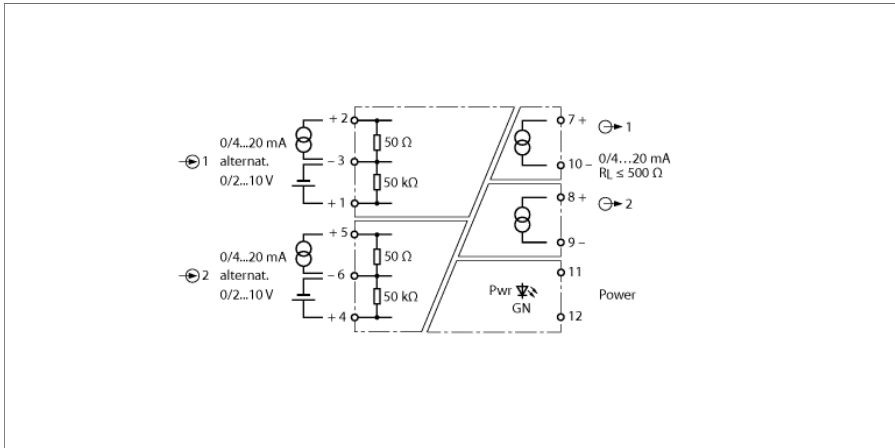 + 2
0/4...20 mA
50 Ω
1
alternat.
– 3
0/2...10 V
50 kΩ
+ 1
+ 5
0/4...20 mA
50 Ω
2
alternat.
– 6
0/2...10 V
50 kΩ
+ 4
7 +
1
10 –
0/4...20 mA
RL ≤ 500 Ω
8 +
2
9 –
11
Pwr
GN
Power
12